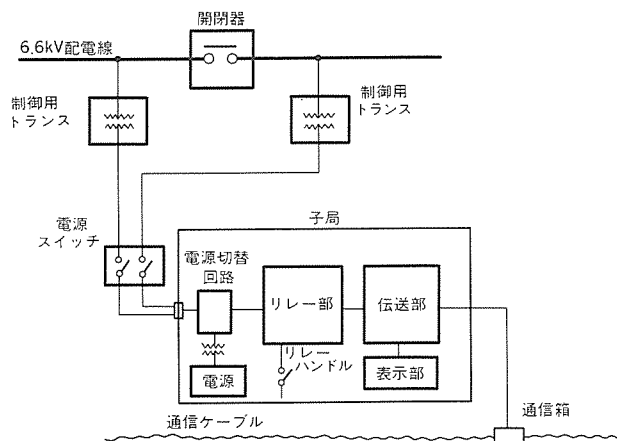 開閉器
6.6kV配電線
制御用
トランス
制御用
トランス
電源
スイッチ
子局
電源切替
回路
リレー部
伝送部
リレー
ハンドル
電源
表示部
通信ケーブル
通信箱